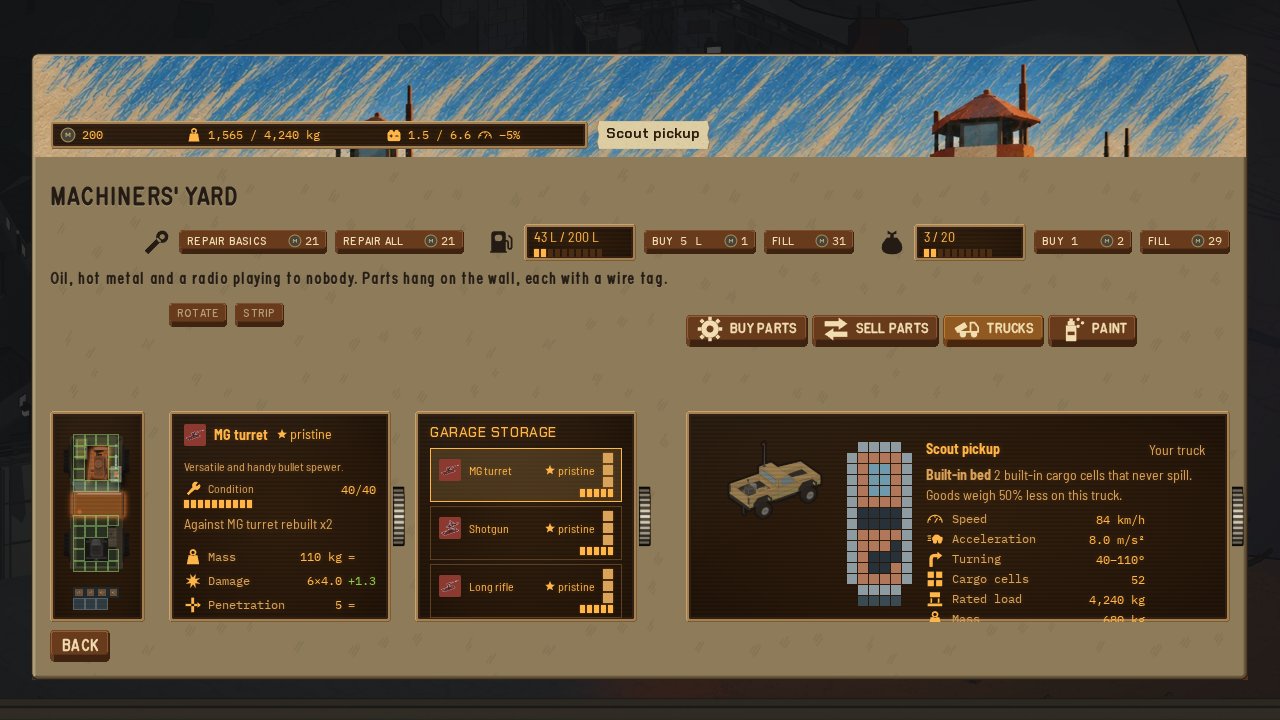 200 1,565 / 4,240 kg 1.5 / 6.6 −5% Scout pickup
MACHINERS' YARD
REPAIR BASICS 21 REPAIR ALL 21 43 L / 200 L BUY 5 L 1 FILL 31 3 / 20 BUY 1 2 FILL 29
Oil, hot metal and a radio playing to nobody. Parts hang on the wall, each with a wire tag.
ROTATE STRIP
BUY PARTS SELL PARTS TRUCKS PAINT
MG turret ★ pristine
Versatile and handy bullet spewer.
Condition 40/40
Against MG turret rebuilt x2
Mass 110 kg =
Damage 6×4.0 +1.3
Penetration 5 =
GARAGE STORAGE
MG turret ★ pristine
Shotgun ★ pristine
Long rifle ★ pristine
Scout pickup Your truck
Built-in bed 2 built-in cargo cells that never spill.
Goods weigh 50% less on this truck.
Speed 84 km/h
Acceleration 8.0 m/s²
Turning 40–110°
Cargo cells 52
Rated load 4,240 kg
Mass 680 kg
BACK